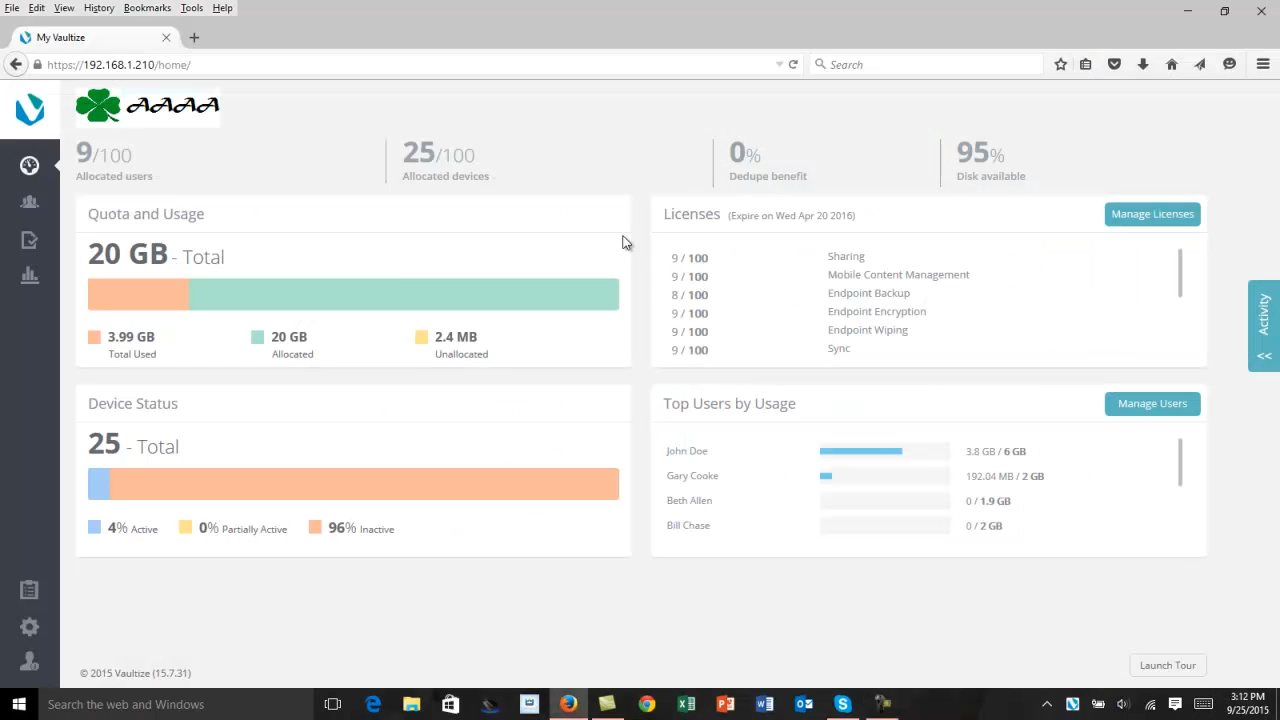 File Edit View History Bookmarks Tools Help
My Vaultize
https://192.168.1.210/home/
Search
AAAA
9/100
Allocated users
25/100
Allocated devices
0%
Dedupe benefit
95%
Disk available
Quota and Usage
20 GB - Total
3.99 GB
Total Used
20 GB
Allocated
2.4 MB
Unallocated
Licenses (Expire on Wed Apr 20 2016)
Manage Licenses
9 / 100 Sharing
9 / 100 Mobile Content Management
8 / 100 Endpoint Backup
9 / 100 Endpoint Encryption
9 / 100 Endpoint Wiping
9 / 100 Sync
Activity
<<
Device Status
25 - Total
4% Active
0% Partially Active
96% Inactive
Top Users by Usage
Manage Users
John Doe 3.8 GB / 6 GB
Gary Cooke 192.04 MB / 2 GB
Beth Allen 0 / 1.9 GB
Bill Chase 0 / 2 GB
© 2015 Vaultize (15.7.31)
Launch Tour
Search the web and Windows
3:12 PM
9/25/2015